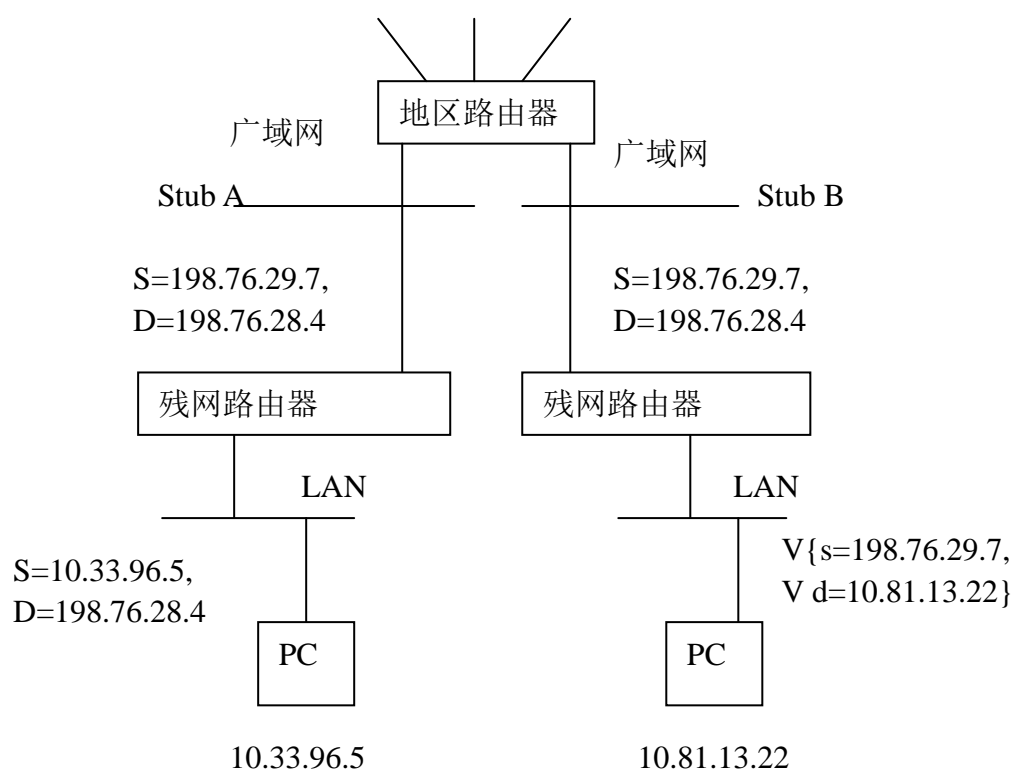 地区路由器
广域网
广域网
Stub A
Stub B
S=198.76.29.7,
D=198.76.28.4
S=198.76.29.7,
D=198.76.28.4
残网路由器
残网路由器
LAN
LAN
S=10.33.96.5,
D=198.76.28.4
V{s=198.76.29.7,
V d=10.81.13.22}
PC
PC
10.33.96.5
10.81.13.22